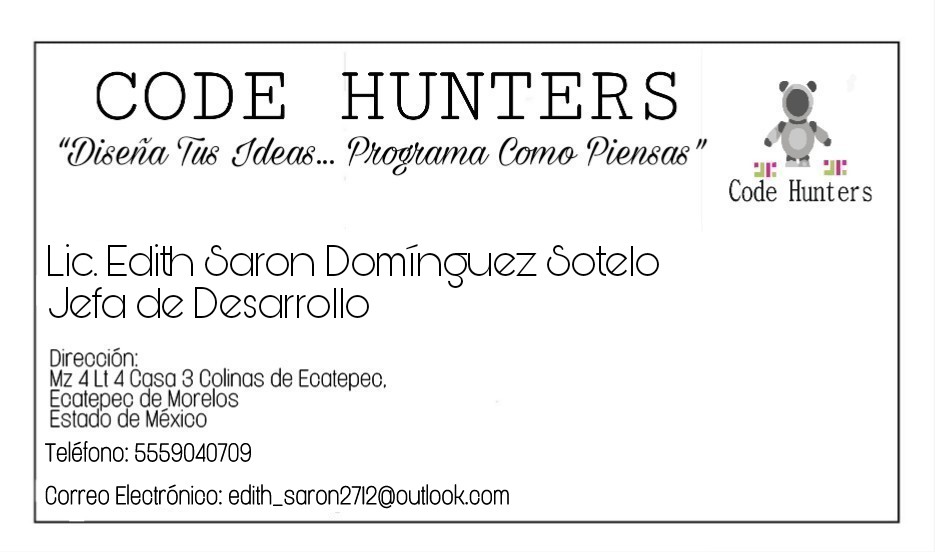 CODE HUNTERS
“Diseña Tus Ideas... Programa Como Piensas”
Code Hunters
Lic. Edith Saron Domínguez Sotelo
Jefa de Desarrollo
Dirección:
Mz 4 Lt 4 Casa 3 Colinas de Ecatepec,
Ecatepec de Morelos
Estado de México
Teléfono: 5559040709
Correo Electrónico: edith_saron2712@outlook.com